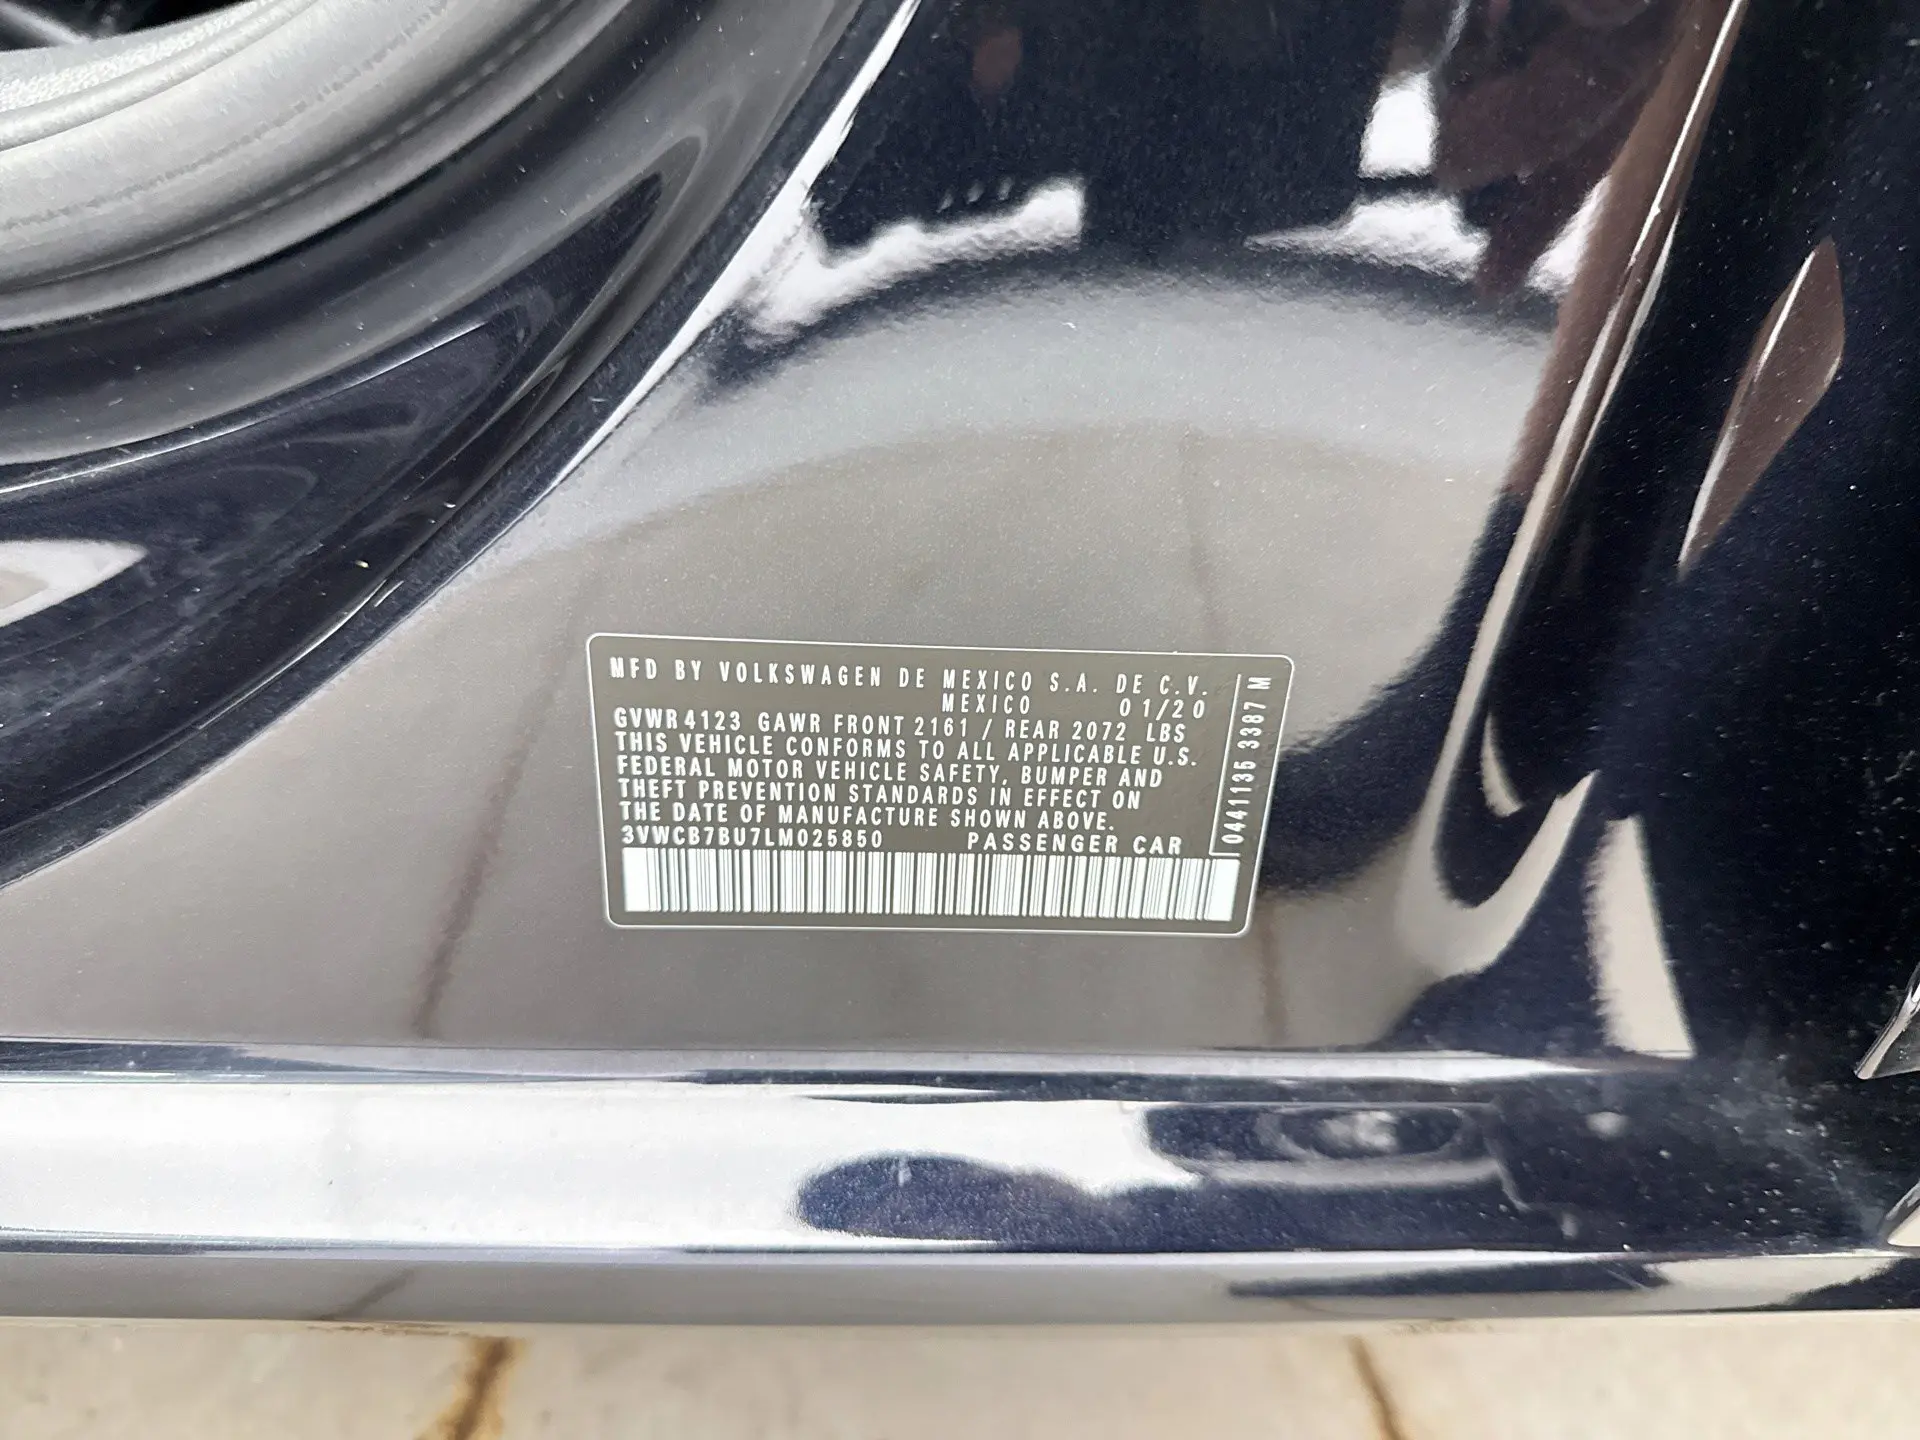 MFD BY VOLKSWAGEN DE MEXICO S.A. DE C.V.
MEXICO 01/20
GVWR 4123 GAWR FRONT 2161 / REAR 2072 LBS
THIS VEHICLE CONFORMS TO ALL APPLICABLE U.S.
FEDERAL MOTOR VEHICLE SAFETY, BUMPER AND
THEFT PREVENTION STANDARDS IN EFFECT ON
THE DATE OF MANUFACTURE SHOWN ABOVE.
3VWCB7BU7LM025850 PASSENGER CAR
0441135 3387 M